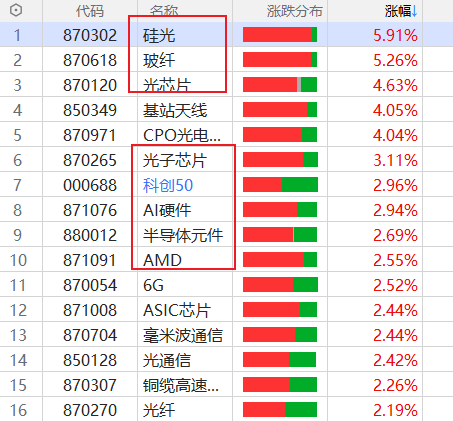 代码 名称 涨跌分布 涨幅↓
1 870302 硅光 5.91%
2 870618 玻纤 5.26%
3 870120 光芯片 4.63%
4 850349 基站天线 4.05%
5 870971 CPO光电... 4.04%
6 870265 光子芯片 3.11%
7 000688 科创50 2.96%
8 871076 AI硬件 2.94%
9 880012 半导体元件 2.69%
10 871091 AMD 2.55%
11 870054 6G 2.52%
12 871008 ASIC芯片 2.44%
13 870704 毫米波通信 2.44%
14 850128 光通信 2.42%
15 870307 铜缆高速... 2.26%
16 870270 光纤 2.19%